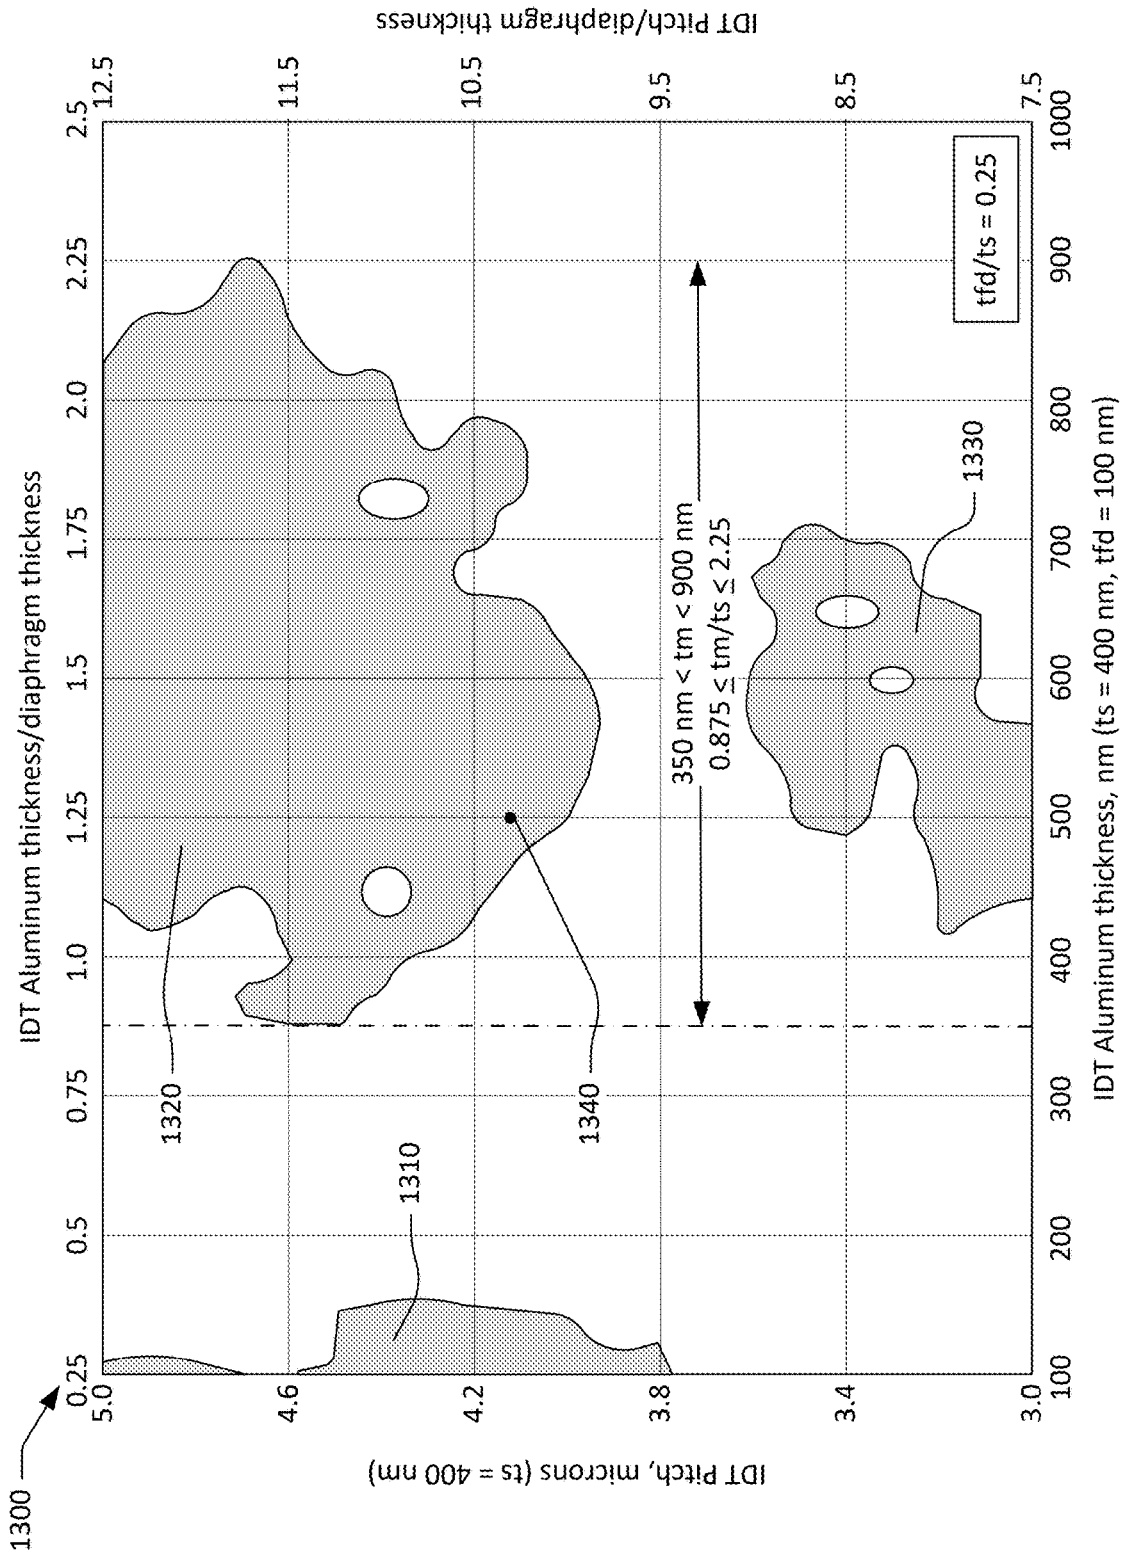 1300
IDT Aluminum thickness/diaphragm thickness
0.25 0.5 0.75 1.0 1.25 1.5 1.75 2.0 2.25 2.5
IDT Pitch, microns (ts = 400 nm)
5.0
4.6
4.2
3.8
3.4
3.0
12.5
11.5
10.5
9.5
8.5
7.5
IDT Pitch/diaphragm thickness
1320
1310
1340
350 nm < tm < 900 nm
0.875 ≤ tm/ts ≤ 2.25
1330
tfd/ts = 0.25
100 200 300 400 500 600 700 800 900 1000
IDT Aluminum thickness, nm (ts = 400 nm, tfd = 100 nm)